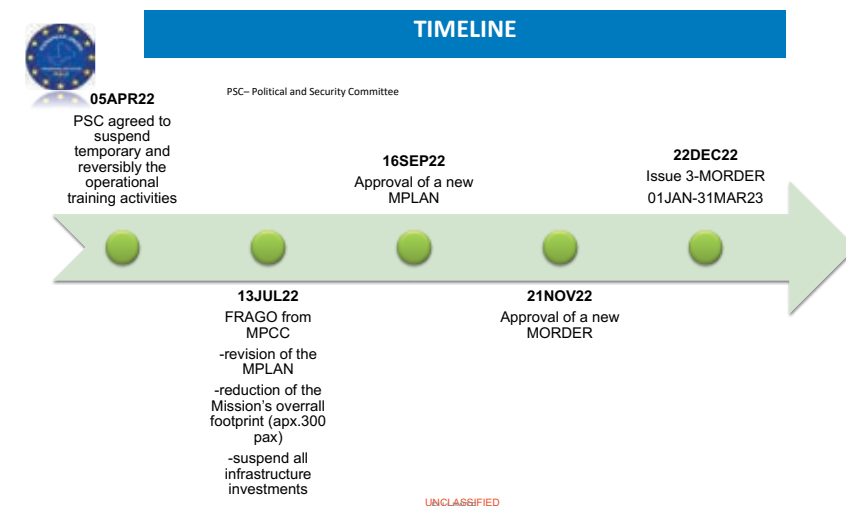 TIMELINE
PSC– Political and Security Committee
05APR22
PSC agreed to
suspend
temporary and
reversibly the
operational
training activities
13JUL22
FRAGO from
MPCC
-revision of the
MPLAN
-reduction of the
Mission's overrall
footprint (apx.300
pax)
-suspend all
infrastructure
investments
16SEP22
Approval of a new
MPLAN
21NOV22
Approval of a new
MORDER
22DEC22
Issue 3-MORDER
01JAN-31MAR23
UNCLASSIFIED